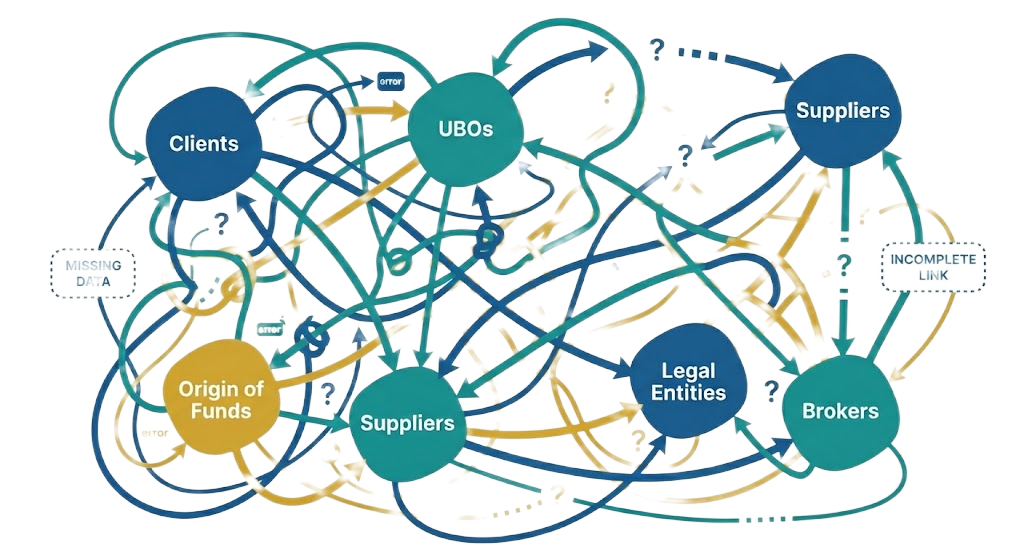 ?
Suppliers
error
?
UBOs
Clients
?
?
MISSING
DATA
?
INCOMPLETE
LINK
error
Legal
Entities
?
Origin of
Funds
?
Suppliers
Brokers
error
?
?